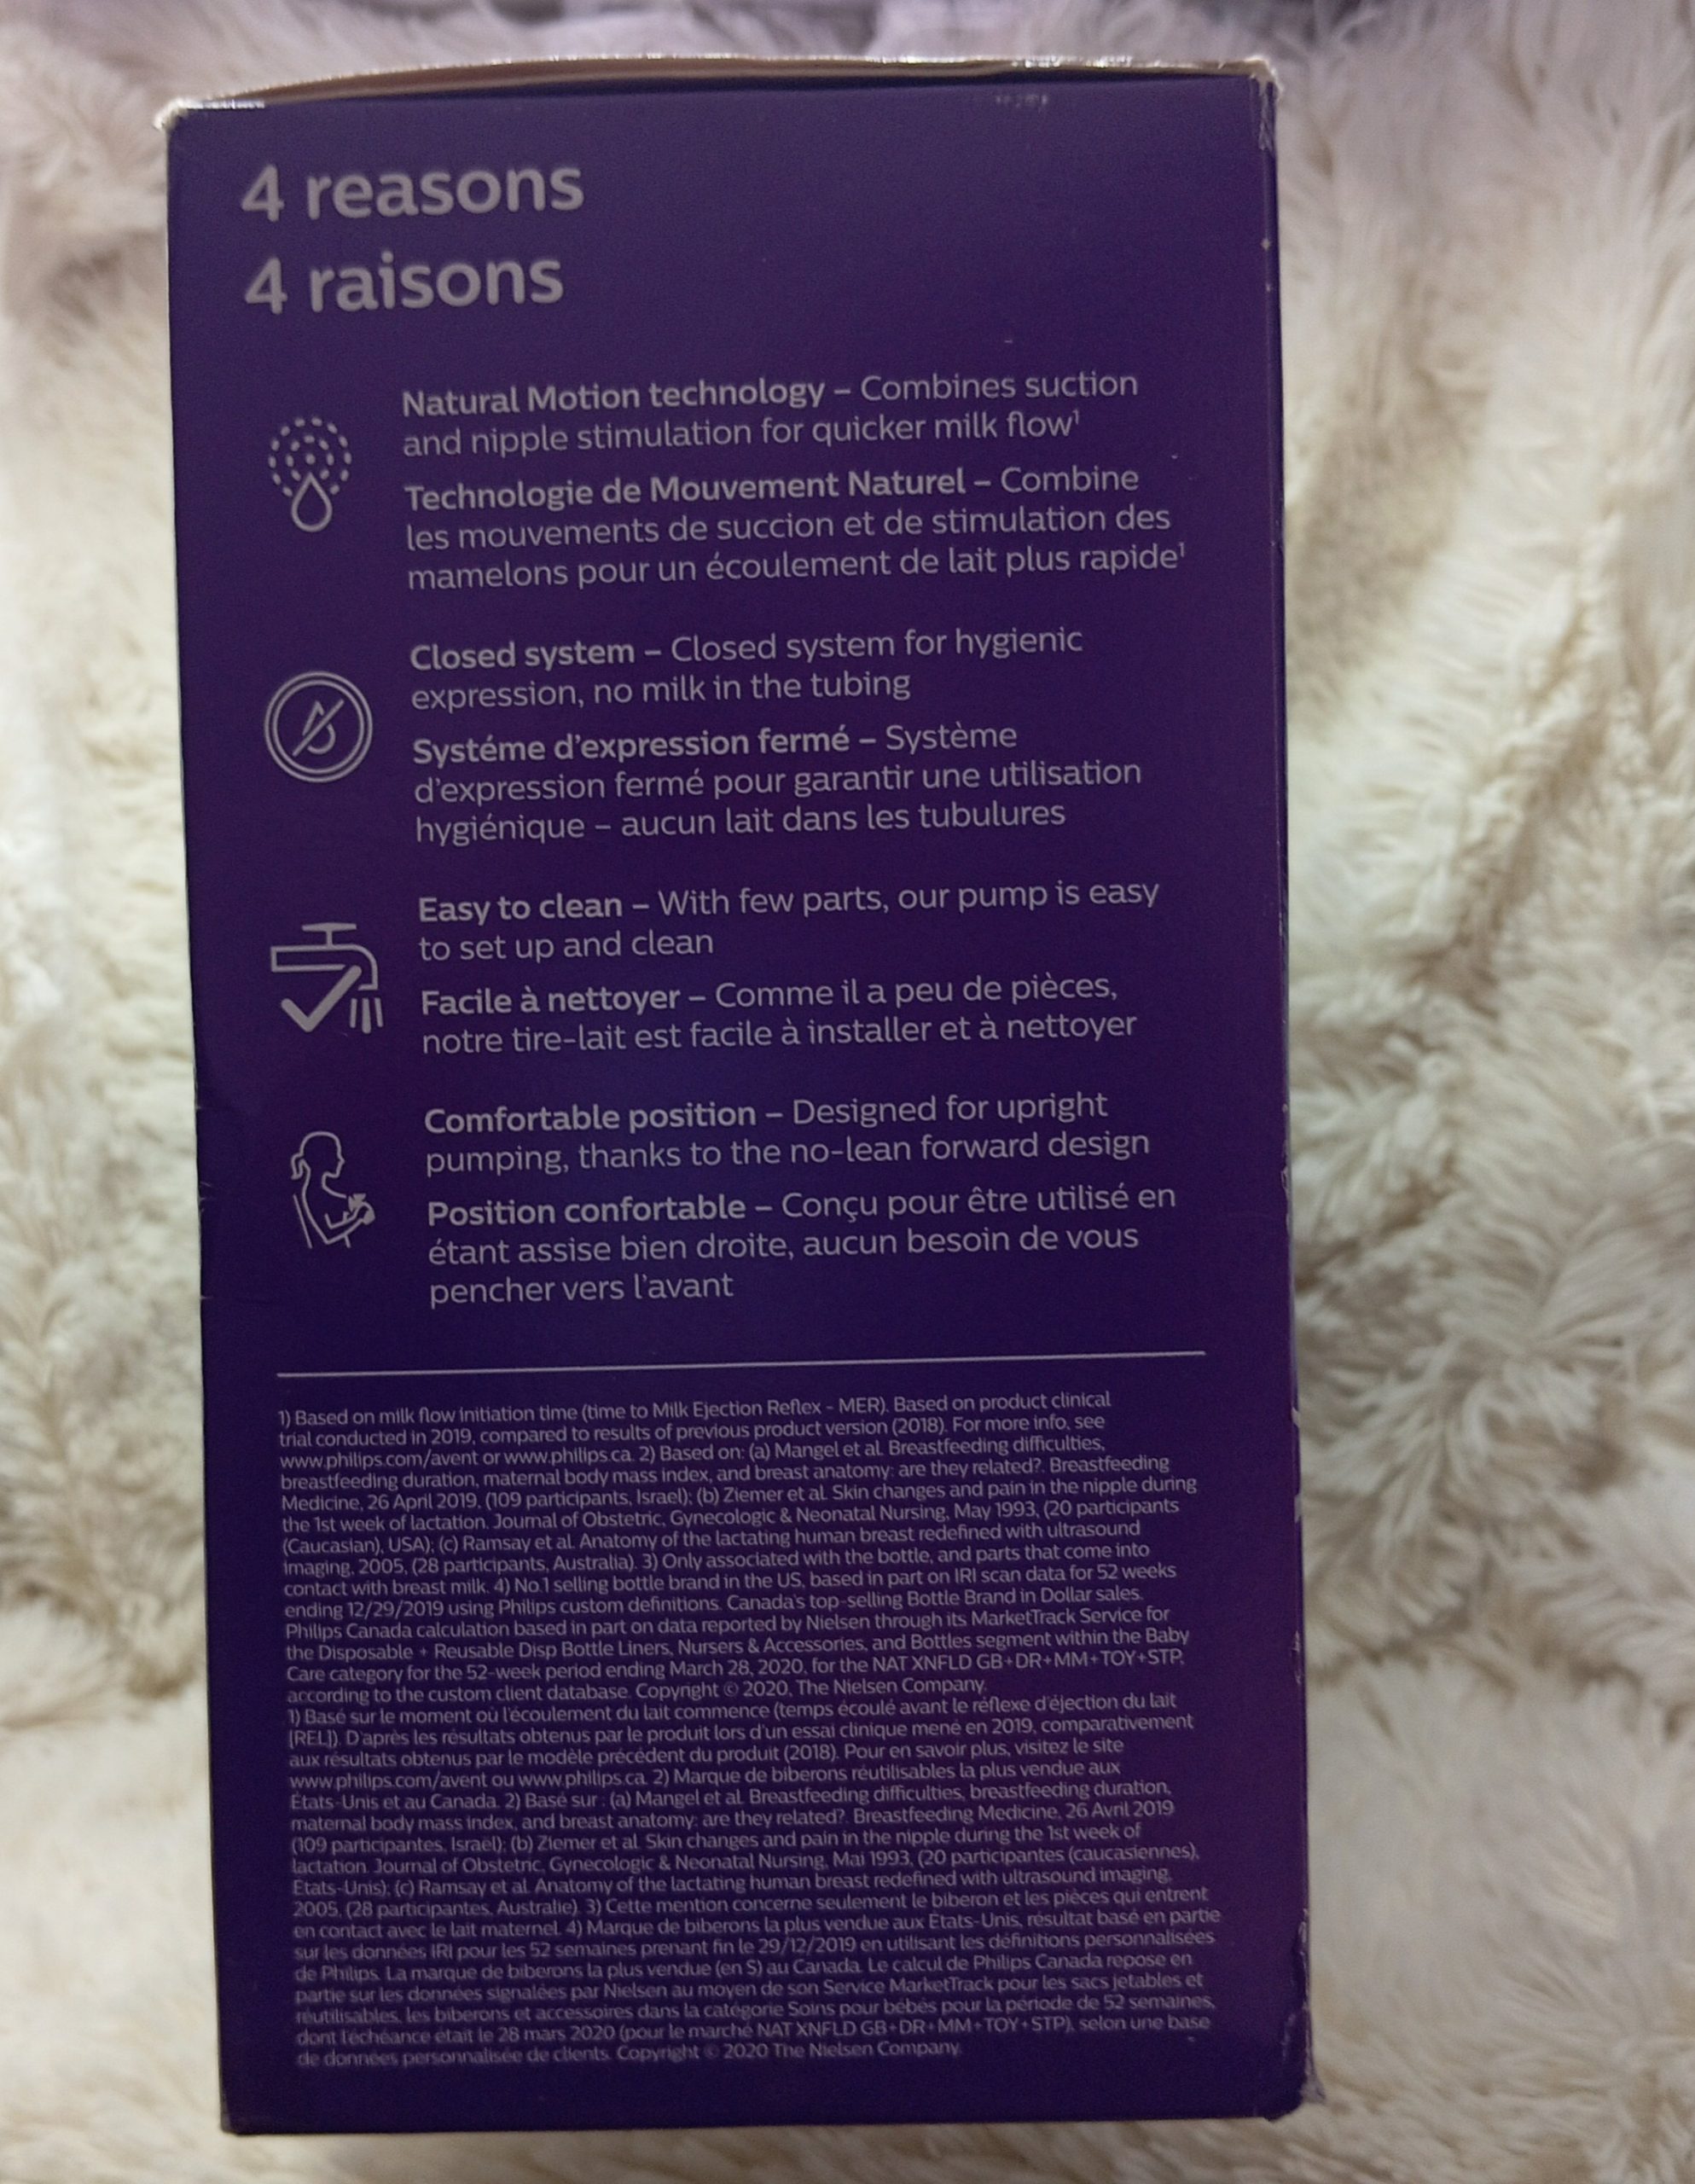 4 reasons
4 raisons
Natural Motion technology – Combines suction
and nipple stimulation for quicker milk flow¹
Technologie de Mouvement Naturel – Combine
les mouvements de succion et de stimulation des
mamelons pour un écoulement de lait plus rapide¹
Closed system – Closed system for hygienic
expression, no milk in the tubing
Systéme d'expression fermé – Système
d'expression fermé pour garantir une utilisation
hygiénique – aucun lait dans les tubulures
Easy to clean – With few parts, our pump is easy
to set up and clean
Facile à nettoyer – Comme il a peu de pièces,
notre tire-lait est facile à installer et à nettoyer
Comfortable position – Designed for upright
pumping, thanks to the no-lean forward design
Position confortable – Conçu pour être utilisé en
étant assise bien droite, aucun besoin de vous
pencher vers l'avant
1) Based on milk flow initiation time (time to Milk Ejection Reflex - MER). Based on product clinical
trial conducted in 2019, compared to results of previous product version (2018). For more info, see
www.philips.com/avent or www.philips.ca. 2) Based on: (a) Mangel et al. Breastfeeding difficulties,
breastfeeding duration, maternal body mass index, and breast anatomy: are they related?. Breastfeeding
Medicine, 26 April 2019, (109 participants, Israel); (b) Ziemer et al. Skin changes and pain in the nipple during
the 1st week of lactation. Journal of Obstetric, Gynecologic & Neonatal Nursing, May 1993, (20 participants
(Caucasian), USA); (c) Ramsay et al. Anatomy of the lactating human breast redefined with ultrasound
imaging, 2005, (28 participants, Australia). 3) Only associated with the bottle, and parts that come into
contact with breast milk. 4) No.1 selling bottle brand in the US, based in part on IRI scan data for 52 weeks
ending 12/29/2019 using Philips custom definitions. Canada's top-selling Bottle Brand in Dollar sales.
Philips Canada calculation based in part on data reported by Nielsen through its MarketTrack Service for
the Disposable + Reusable Disp Bottle Liners, Nursers & Accessories, and Bottles segment within the Baby
Care category for the 52-week period ending March 28, 2020, for the NAT XNFLD GB+DR+MM+TOY+STP,
according to the custom client database. Copyright © 2020, The Nielsen Company.
1) Basé sur le moment où l'écoulement du lait commence (temps écoulé avant le réflexe d'éjection du lait
[REL]). D'après les résultats obtenus par le produit lors d'un essai clinique mené en 2019, comparativement
aux résultats obtenus par le modèle précédent du produit (2018). Pour en savoir plus, visitez le site
www.philips.com/avent ou www.philips.ca. 2) Marque de biberons réutilisables la plus vendue aux
États-Unis et au Canada. 2) Basé sur : (a) Mangel et al. Breastfeeding difficulties, breastfeeding duration,
maternal body mass index, and breast anatomy: are they related?. Breastfeeding Medicine, 26 Avril 2019
(109 participantes, Israël); (b) Ziemer et al. Skin changes and pain in the nipple during the 1st week of
lactation. Journal of Obstetric, Gynecologic & Neonatal Nursing, Mai 1993, (20 participantes (caucasiennes),
États-Unis); (c) Ramsay et al. Anatomy of the lactating human breast redefined with ultrasound imaging,
2005, (28 participantes, Australie). 3) Cette mention concerne seulement le biberon et les pièces qui entrent
en contact avec le lait maternel. 4) Marque de biberons la plus vendue aux États-Unis, résultat basé en partie
sur les données IRI pour les 52 semaines prenant fin le 29/12/2019 en utilisant les définitions personnalisées
de Philips. La marque de biberons la plus vendue (en $) au Canada. Le calcul de Philips Canada repose en
partie sur les données signalées par Nielsen au moyen de son Service MarketTrack pour les sacs jetables et
réutilisables, les biberons et accessoires dans la catégorie Soins pour bébés pour la période de 52 semaines,
dont l'échéance était le 28 mars 2020 (pour le marché NAT XNFLD GB+DR+MM+TOY+STP), selon une base
de données personnalisée de clients. Copyright © 2020 The Nielsen Company.